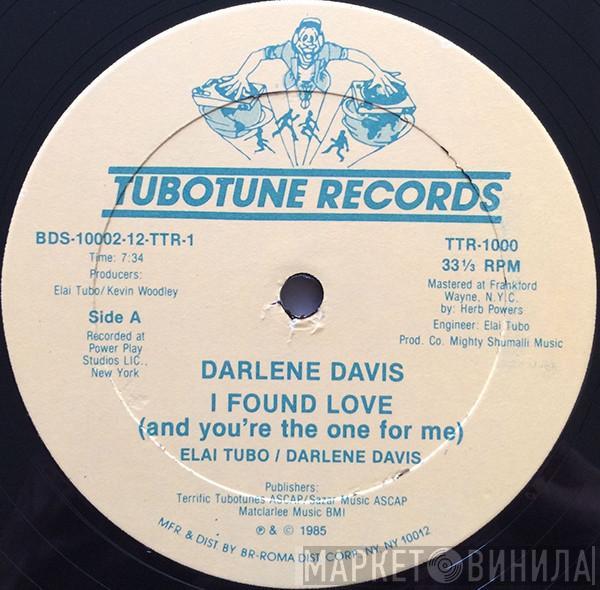 TUBOTUNE RECORDS
BDS-10002-12-TTR-1
Time: 7:34
Producers:
Elai Tubo/Kevin Woodley
Side A
Recorded at
Power Play
Studios LIC.,
New York
TTR-1000
33 1/3 RPM
Mastered at Frankford
Wayne, N.Y.C.
by: Herb Powers
Engineer: Elai Tubo
Prod. Co. Mighty Shumalli Music
DARLENE DAVIS
I FOUND LOVE
(and you're the one for me)
ELAI TUBO / DARLENE DAVIS
Publishers:
Terrific Tubotunes ASCAP/Sazar Music ASCAP
Matclarlee Music BMI
℗ & © 1985
MFR & DIST BY BR-ROMA DIST CORP., NY, NY 10012
МАРКЕТ ВИНИЛА